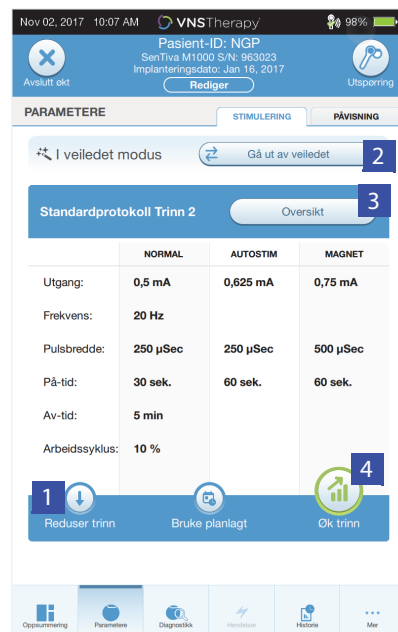 Nov 02, 2017 10:07 AM VNSTherapy 98%
Pasient-ID: NGP
SenTiva M1000 S/N: 963023
Implanteringsdato: Jan 16, 2017
Rediger
Avslutt økt
Utspørring
PARAMETERE
STIMULERING
PÅVISNING
I veiledet modus
Gå ut av veiledet
2
Standardprotokoll Trinn 2
Oversikt
3
NORMAL AUTOSTIM MAGNET
Utgang: 0,5 mA 0,625 mA 0,75 mA
Frekvens: 20 Hz
Pulsbredde: 250 µSec 250 µSec 500 µSec
På-tid: 30 sek. 60 sek. 60 sek.
Av-tid: 5 min
Arbeidssyklus: 10 %
1
4
Reduser trinn Bruke planlagt Øk trinn
Oppsummering Parametere Diagnostikk Hendelser Historie Mer